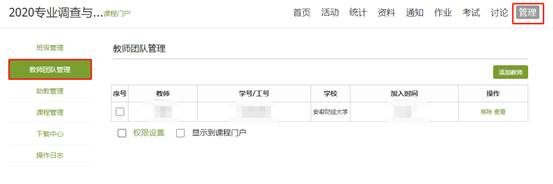 2020专业调查与...课程门户 首页 活动 统计 资料 通知 作业 考试 讨论 管理
班级管理
教师团队管理
助教管理
课程管理
下载中心
操作日志
教师团队管理
添加教师
序号 教师 学号/工号 学校 加入时间 操作
安徽财经大学 移除 查看
权限设置 显示到课程门户